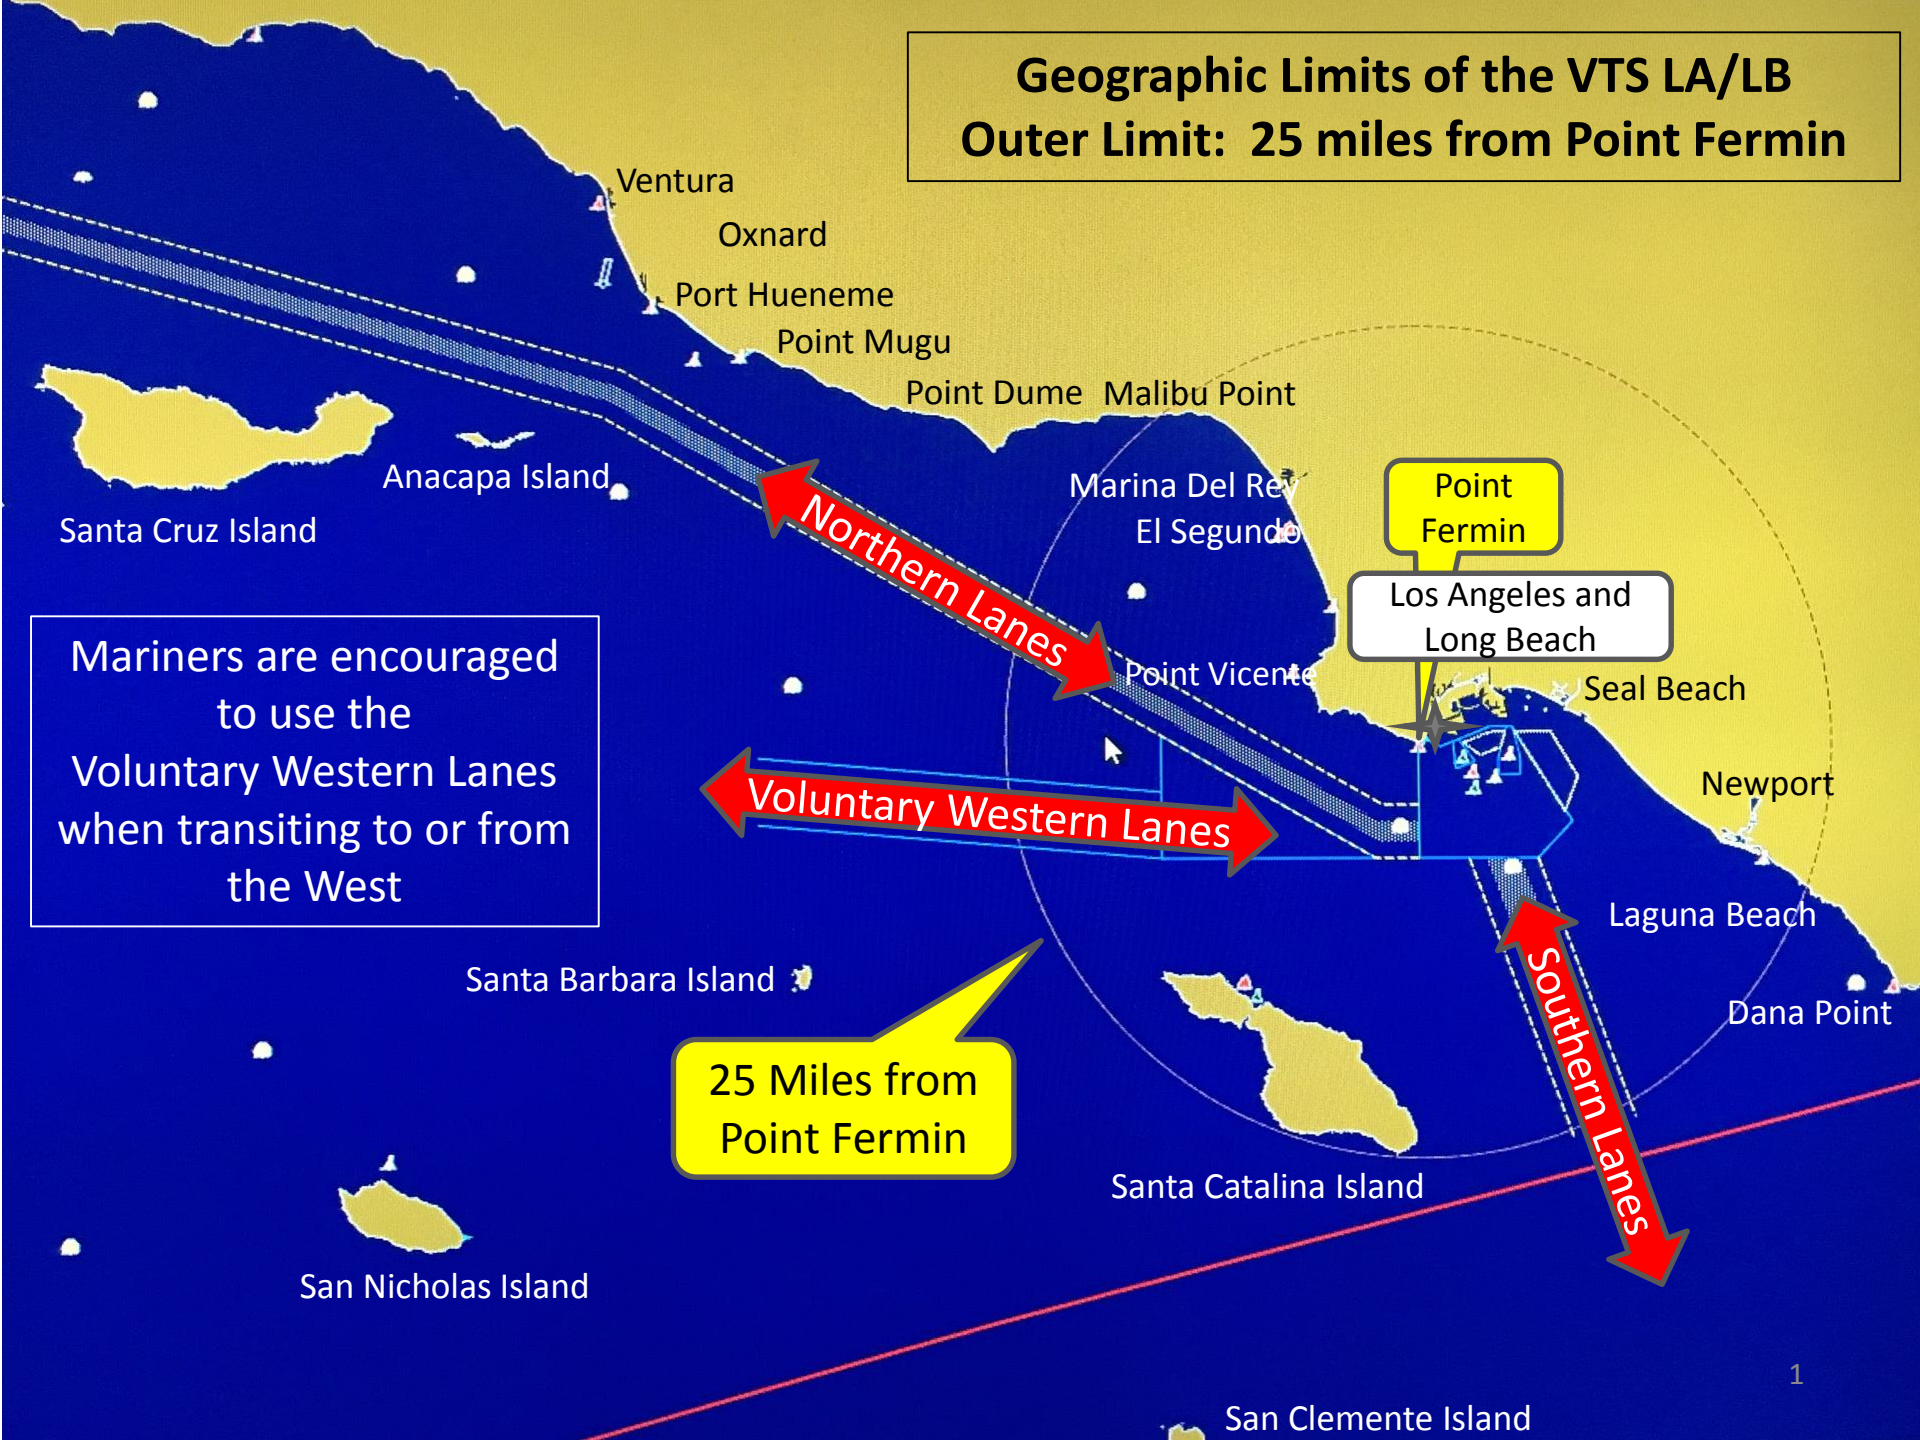 Geographic Limits of the VTS LA/LB
Outer Limit:  25 miles from Point Fermin
Ventura
Oxnard
Port Hueneme
Point Mugu
Point Dume
Malibu Point
Anacapa Island
Santa Cruz Island
Marina Del Rey
El Segundo
Point
Fermin
Northern Lanes
Los Angeles and
Long Beach
Mariners are encouraged
to use the
Voluntary Western Lanes
when transiting to or from
the West
Point Vicente
Seal Beach
Newport
Voluntary Western Lanes
Laguna Beach
Santa Barbara Island
Southern Lanes
Dana Point
25 Miles from
Point Fermin
Santa Catalina Island
San Nicholas Island
1
San Clemente Island